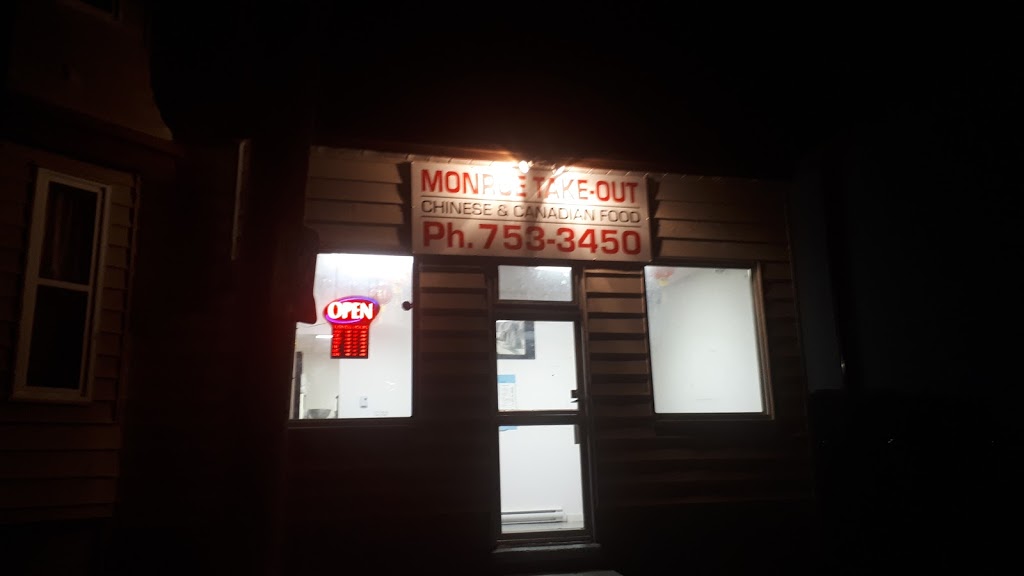 MONROE TAKE-OUT
CHINESE & CANADIAN FOOD
Ph. 753-3450
OPEN